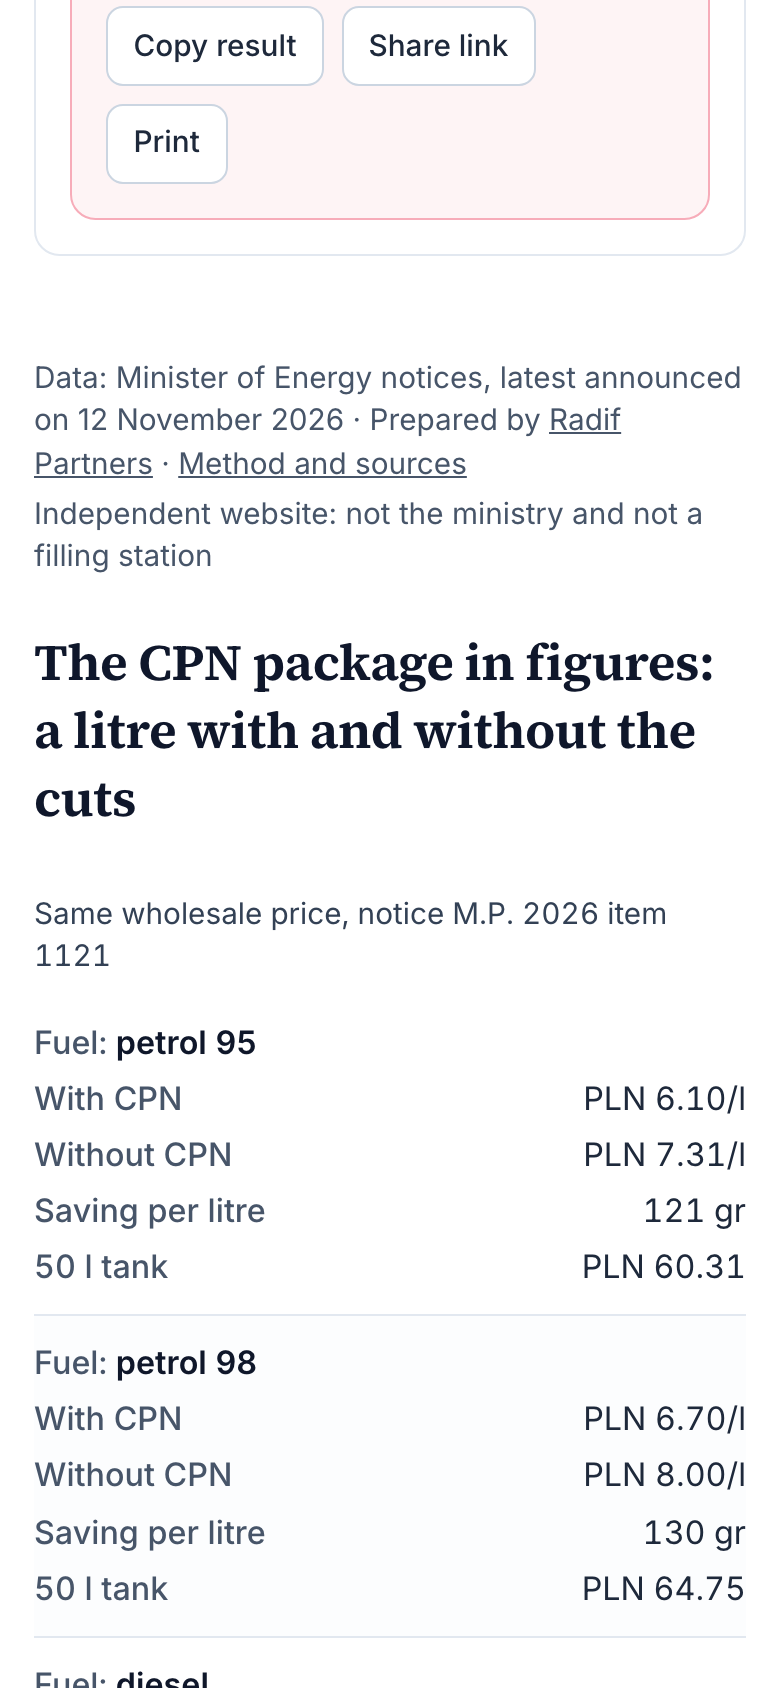 Copy result
Share link
Print
Data: Minister of Energy notices, latest announced
on 12 November 2026 · Prepared by Radif
Partners · Method and sources
Independent website: not the ministry and not a
filling station
The CPN package in figures:
a litre with and without the
cuts
Same wholesale price, notice M.P. 2026 item
1121
Fuel: petrol 95
With CPN PLN 6.10/l
Without CPN PLN 7.31/l
Saving per litre 121 gr
50 l tank PLN 60.31
Fuel: petrol 98
With CPN PLN 6.70/l
Without CPN PLN 8.00/l
Saving per litre 130 gr
50 l tank PLN 64.75
Fuel: diesel